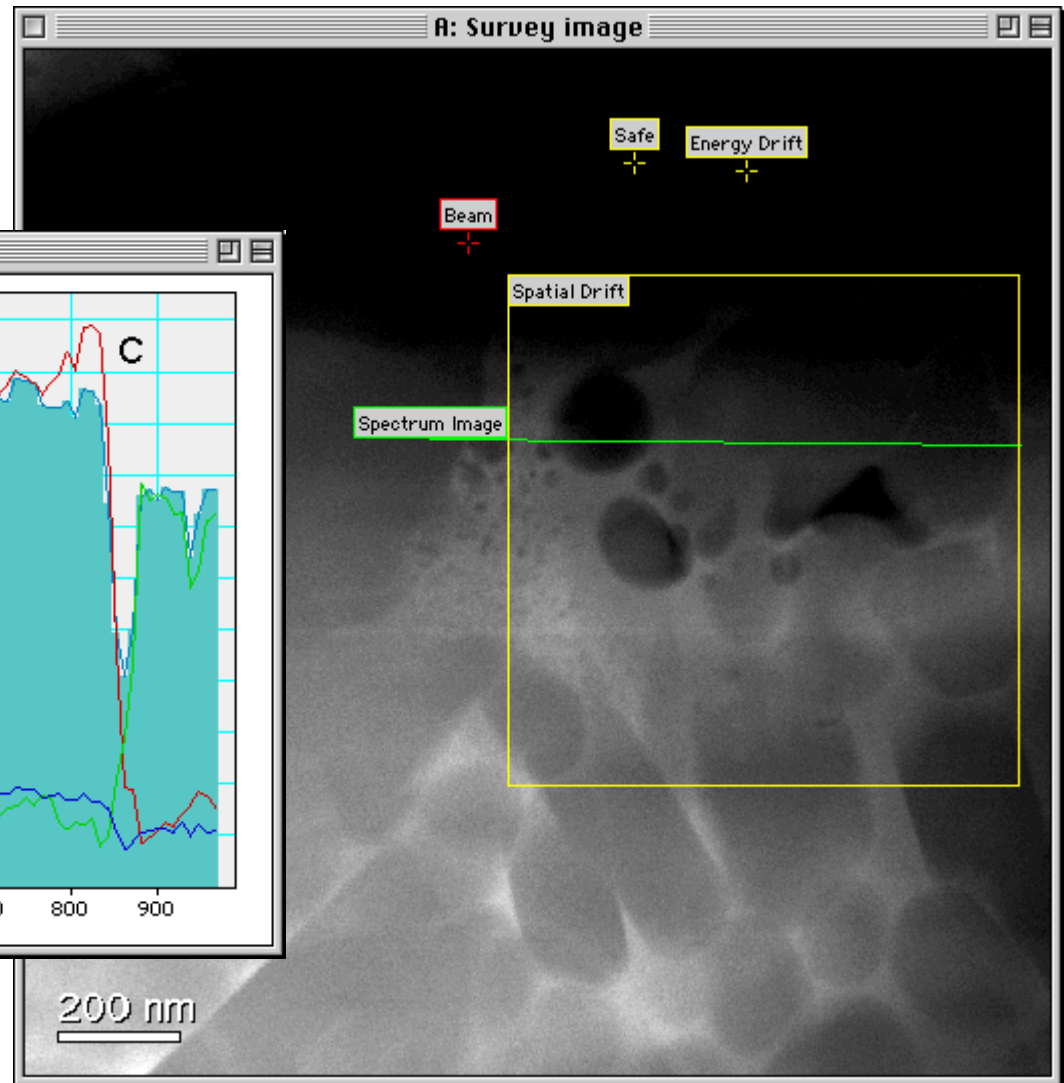 A: Survey image
Safe
Energy Drift
Beam
Spatial Drift
C
Spectrum Image
800
900
200 nm